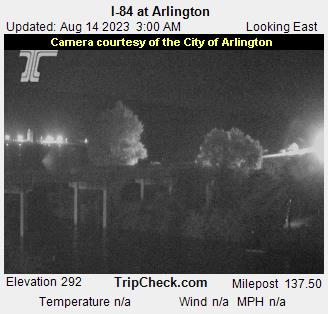 I-84 at Arlington
Updated: Aug 14 2023 3:00 AM Looking East
Camera courtesy of the City of Arlington
Elevation 292 TripCheck.com Milepost 137.50
Temperature n/a Wind n/a MPH n/a